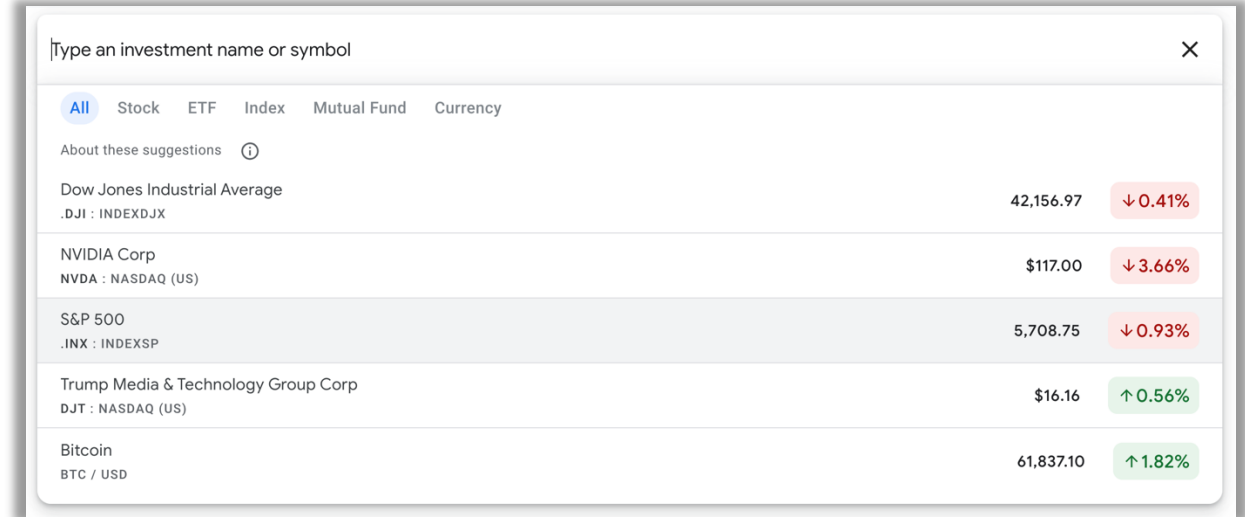 Type an investment name or symbol
All Stock ETF Index Mutual Fund Currency
About these suggestions
Dow Jones Industrial Average
.DJI : INDEXDJX
42,156.97 ↓0.41%
NVIDIA Corp
NVDA : NASDAQ (US)
$117.00 ↓3.66%
S&P 500
.INX : INDEXSP
5,708.75 ↓0.93%
Trump Media & Technology Group Corp
DJT : NASDAQ (US)
$16.16 ↑0.56%
Bitcoin
BTC / USD
61,837.10 ↑1.82%